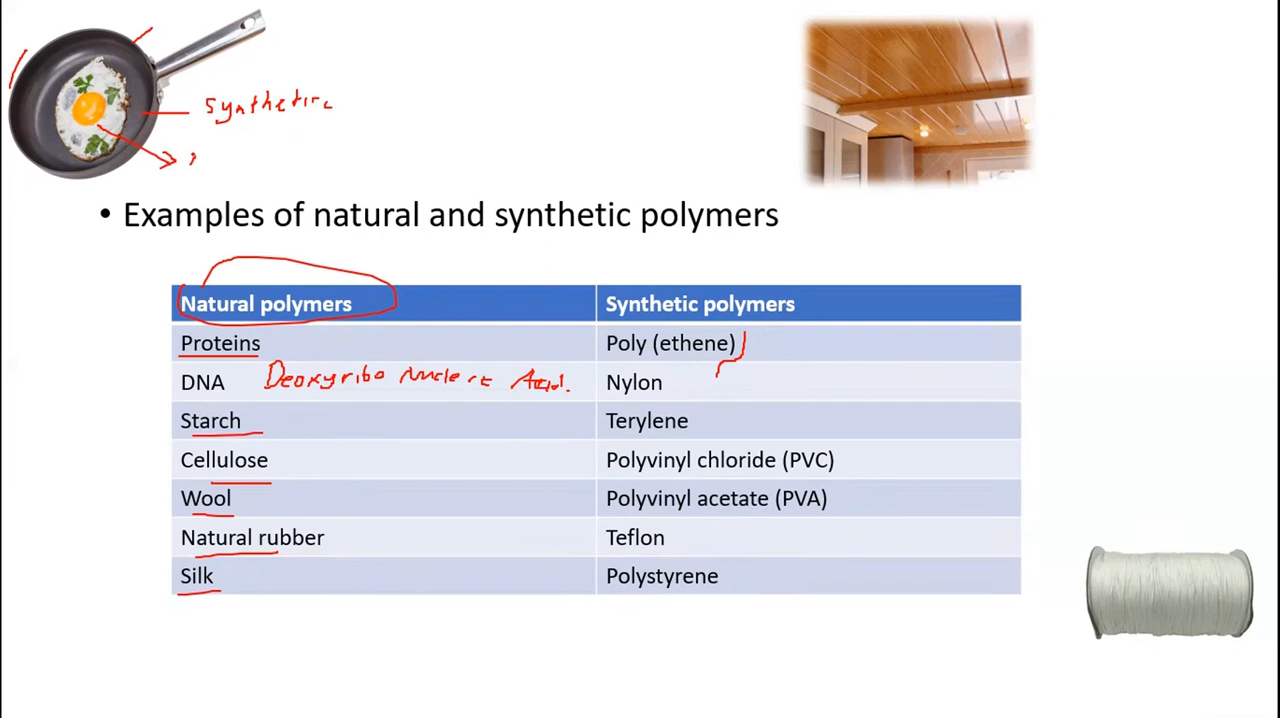 Synthetic
• Examples of natural and synthetic polymers
Natural polymers Synthetic polymers
Proteins Poly (ethene)
DNA Deoxyribo Nucleic Acid. Nylon
Starch Terylene
Cellulose Polyvinyl chloride (PVC)
Wool Polyvinyl acetate (PVA)
Natural rubber Teflon
Silk Polystyrene